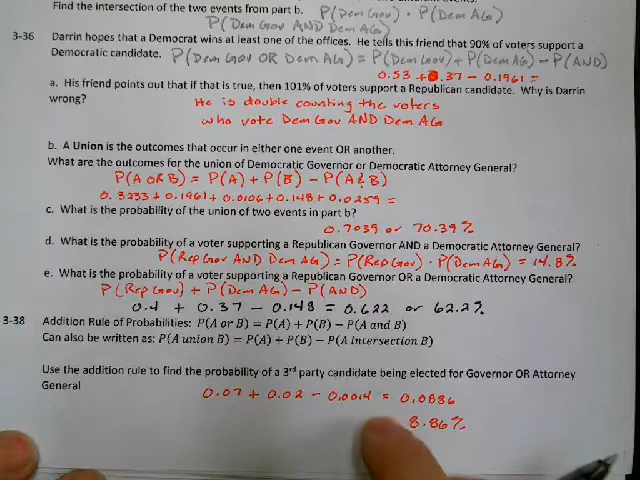 Find the intersection of the two events from part b. P(Dem Gov) · P(Dem AG)
P(Dem Gov AND Dem AG)
3-36 Darrin hopes that a Democrat wins at least one of the offices. He tells this friend that 90% of voters support a
Democratic candidate. P(Dem Gov OR Dem AG) = P(Dem Gov) + P(Dem AG) - P(AND)
0.53 + 0.37 - 0.1961 =
a. His friend points out that if that is true, then 101% of voters support a Republican candidate. Why is Darrin
wrong? He is double counting the voters
who vote Dem Gov AND Dem AG
b. A Union is the outcomes that occur in either one event OR another.
What are the outcomes for the union of Democratic Governor or Democratic Attorney General?
P(A OR B) = P(A) + P(B) - P(A & B)
0.3233 + 0.1961 + 0.0106 + 0.148 + 0.0259 =
c. What is the probability of the union of two events in part b?
0.7039 or 70.39%
d. What is the probability of a voter supporting a Republican Governor AND a Democratic Attorney General?
P(Rep Gov AND Dem AG) = P(Rep Gov) · P(Dem AG) = 14.8%
e. What is the probability of a voter supporting a Republican Governor OR a Democratic Attorney General?
P(Rep Gov) + P(Dem AG) - P(AND)
0.4 + 0.37 - 0.148 = 0.622 or 62.2%
3-38 Addition Rule of Probabilities: P(A or B) = P(A) + P(B) − P(A and B)
Can also be written as: P(A union B) = P(A) + P(B) − P(A intersection B)
Use the addition rule to find the probability of a 3rd party candidate being elected for Governor OR Attorney
General 0.07 + 0.02 - 0.0014 = 0.0886
8.86%